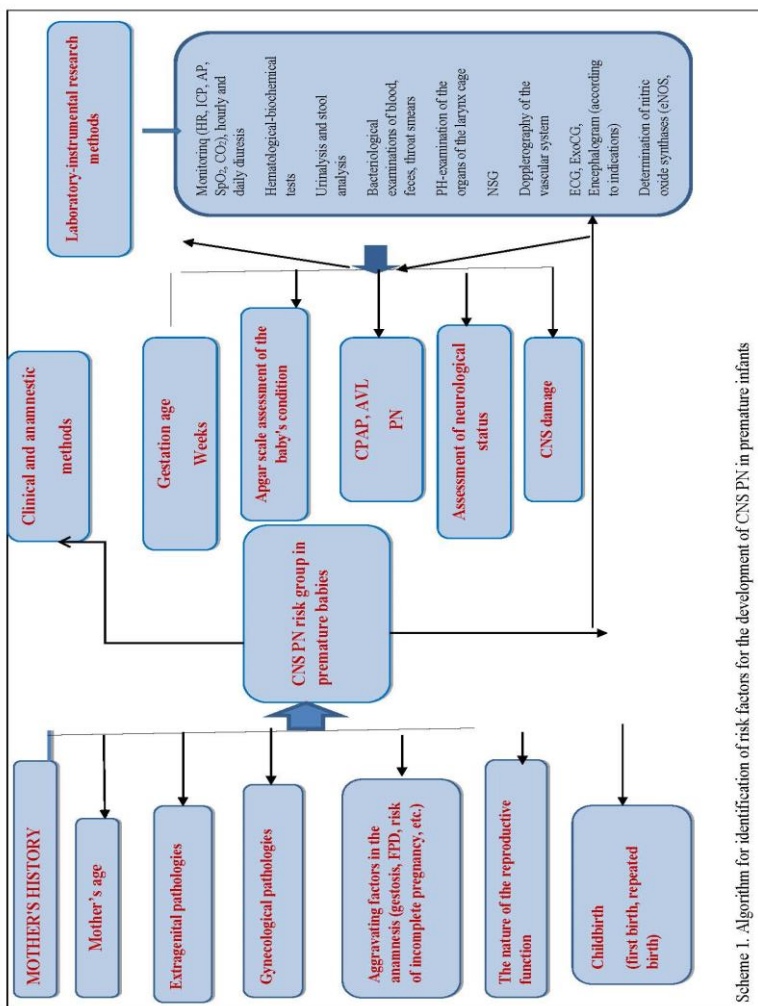 MOTHER'S HISTORY
Mother's age
Extragenital pathologies
Gynecological pathologies
Aggravating factors in the
anamnesis (gestosis, FPD, risk
of incomplete pregnancy, etc.)
The nature of the reproductive
function
Childbirth
(first birth, repeated
birth)
CNS PN risk group in
premature babies
Clinical and anamnestic
methods
Gestation age
Weeks
Apgar scale assessment of the
baby's condition
CPAP, AVL
PN
Assessment of neurological
status
CNS damage
Laboratory-instrumental research
methods
Monitorinq (HR, ICP, AP,
SpO₂, CO₂), hourly and
daily diuresis
Hematological-biochemical
tests
Urinalysis and stool
analysis
Bacteriological
examinations of blood,
feces, throat smears
PH-examination of the
organs of the larynx cage
NSG
Dopplerography of the
vascular system
ECG, ExoCG,
Encephalogram (according
to indications)
Determination of nitric
oxide synthases (eNOS,
Scheme 1. Algorithm for identification of risk factors for the development of CNS PN in premature infants